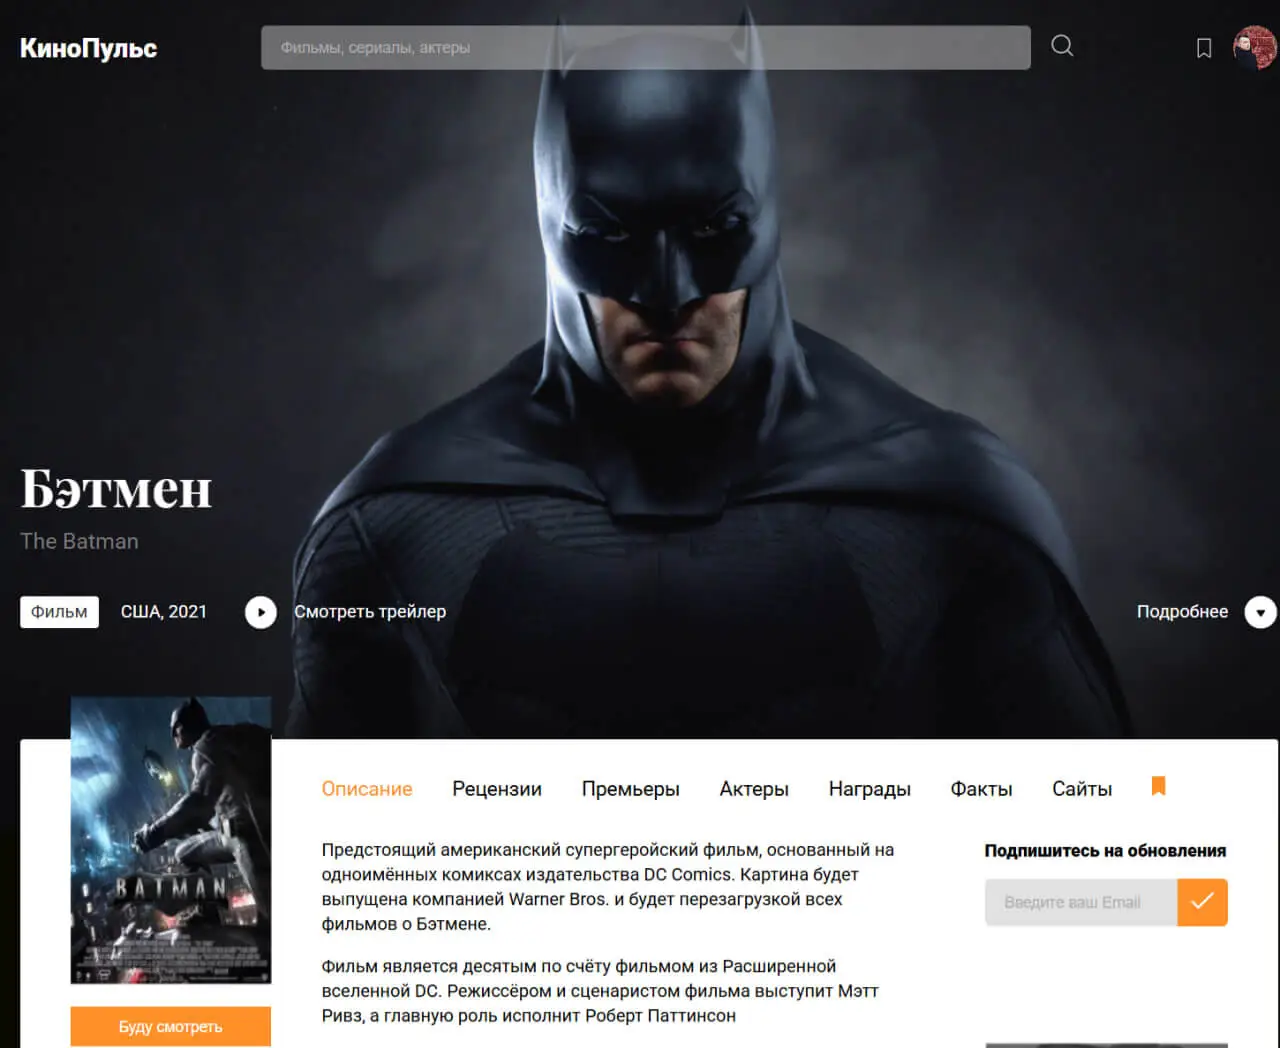 КиноПульс
Фильмы, сериалы, актеры
Бэтмен
The Batman
Фильм
США, 2021
Смотреть трейлер
Подробнее
THE
BATMAN
Буду смотреть
Описание Рецензии Премьеры Актеры Награды Факты Сайты
Предстоящий американский супергеройский фильм, основанный на
одноимённых комиксах издательства DC Comics. Картина будет
выпущена компанией Warner Bros. и будет перезагрузкой всех
фильмов о Бэтмене.
Фильм является десятым по счёту фильмом из Расширенной
вселенной DC. Режиссёром и сценаристом фильма выступит Мэтт
Ривз, а главную роль исполнит Роберт Паттинсон
Подпишитесь на обновления
Введите ваш Email